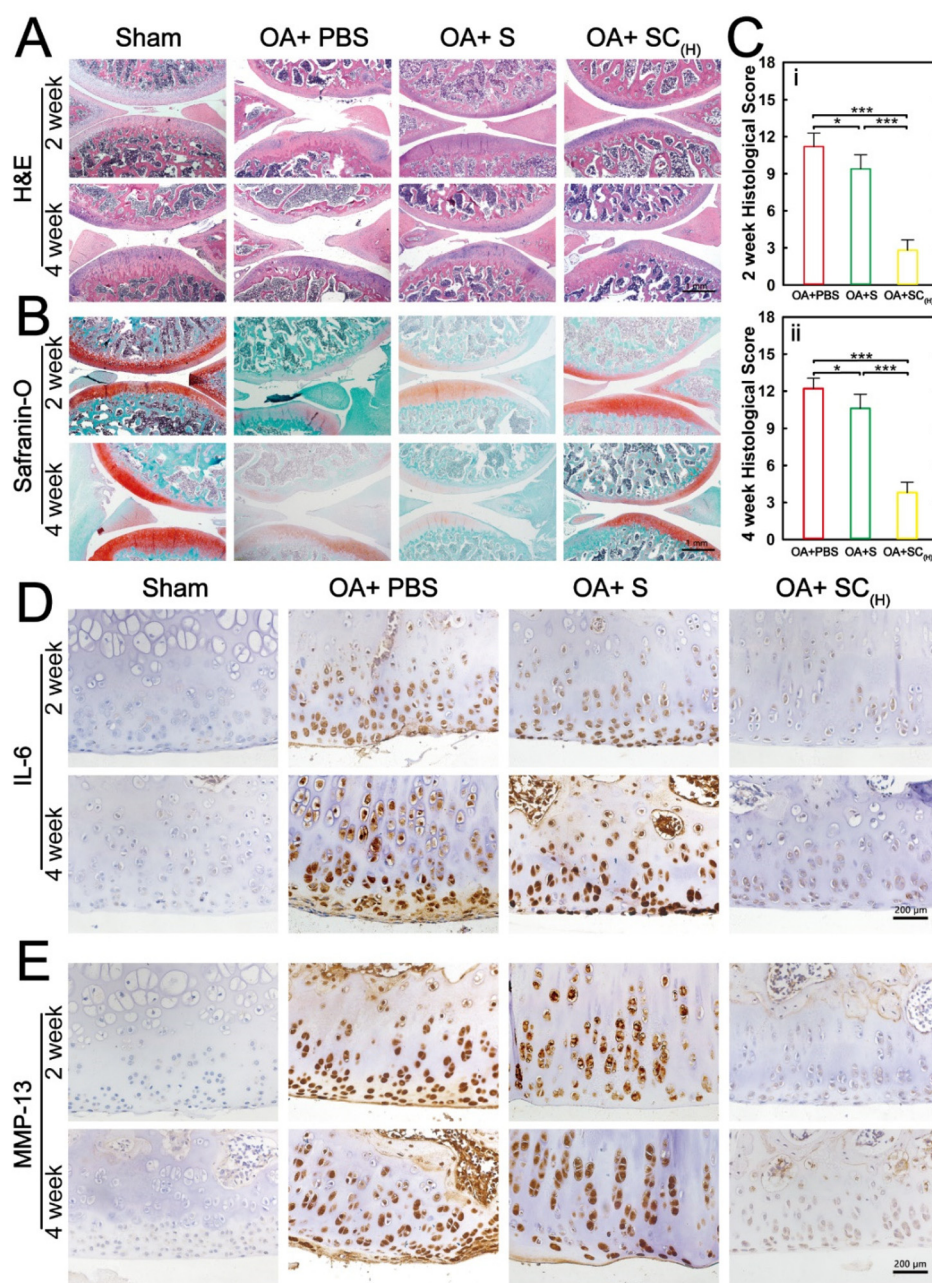 A
Sham
OA+ PBS
OA+ S
OA+ SC(H)
H&E
2 week
4 week
1 mm
B
Safranin-O
2 week
4 week
1 mm
C
i
2 week Histological Score
18
15
12
9
6
3
0
***
* ***
OA+PBS OA+S OA+SC(H)
ii
4 week Histological Score
18
15
12
9
6
3
0
***
* ***
OA+PBS OA+S OA+SC(H)
D
Sham
OA+ PBS
OA+ S
OA+ SC(H)
IL-6
2 week
4 week
200 μm
E
MMP-13
2 week
4 week
200 μm